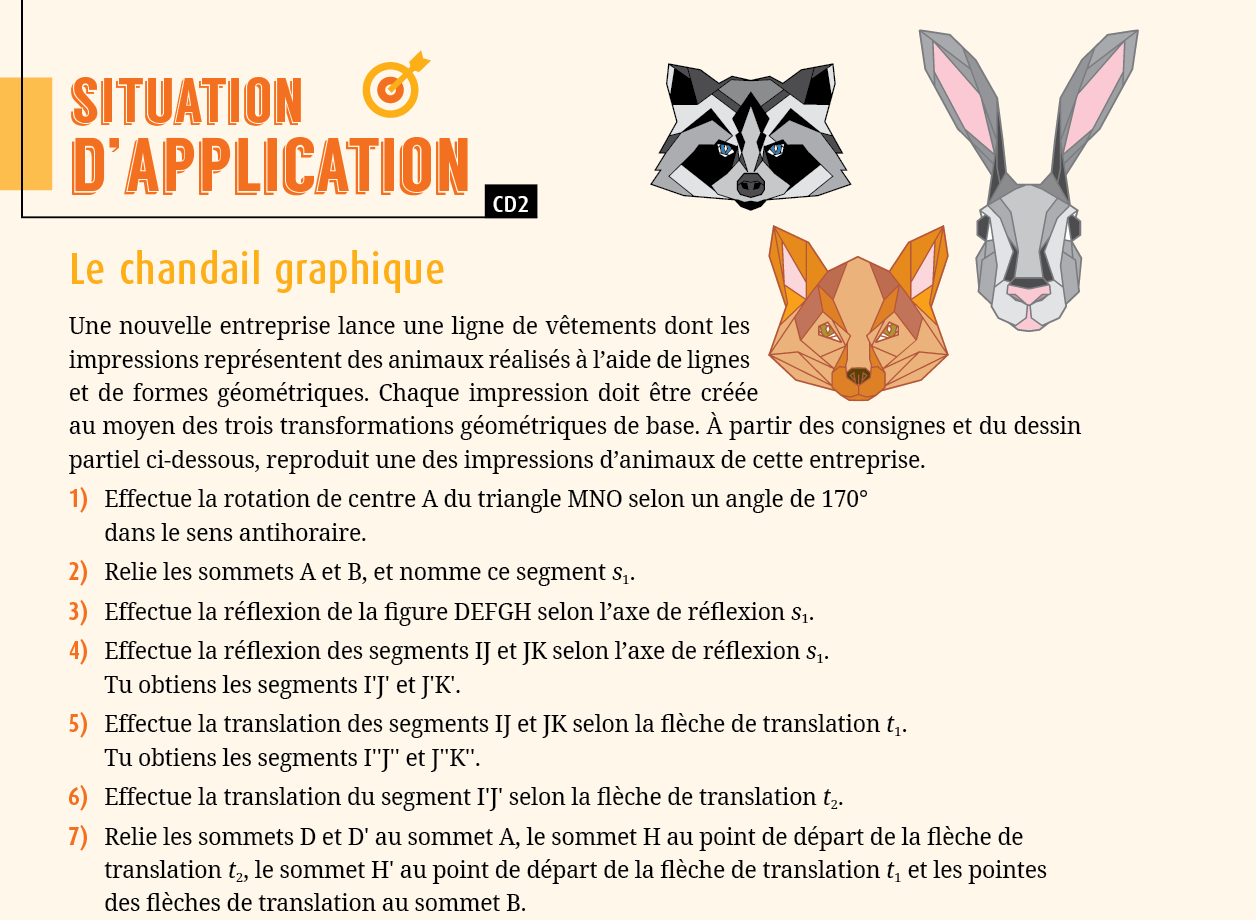 SITUATION
D'APPLICATION
CD2
Le chandail graphique
Une nouvelle entreprise lance une ligne de vêtements dont les
impressions représentent des animaux réalisés à l'aide de lignes
et de formes géométriques. Chaque impression doit être créée
au moyen des trois transformations géométriques de base. À partir des consignes et du dessin
partiel ci-dessous, reproduit une des impressions d'animaux de cette entreprise.
1) Effectue la rotation de centre A du triangle MNO selon un angle de 170°
dans le sens antihoraire.
2) Relie les sommets A et B, et nomme ce segment s₁.
3) Effectue la réflexion de la figure DEFGH selon l'axe de réflexion s₁.
4) Effectue la réflexion des segments IJ et JK selon l'axe de réflexion s₁.
Tu obtiens les segments I'J' et J'K'.
5) Effectue la translation des segments IJ et JK selon la flèche de translation t₁.
Tu obtiens les segments I''J'' et J''K''.
6) Effectue la translation du segment I'J' selon la flèche de translation t₂.
7) Relie les sommets D et D' au sommet A, le sommet H au point de départ de la flèche de
translation t₂, le sommet H' au point de départ de la flèche de translation t₁ et les pointes
des flèches de translation au sommet B.